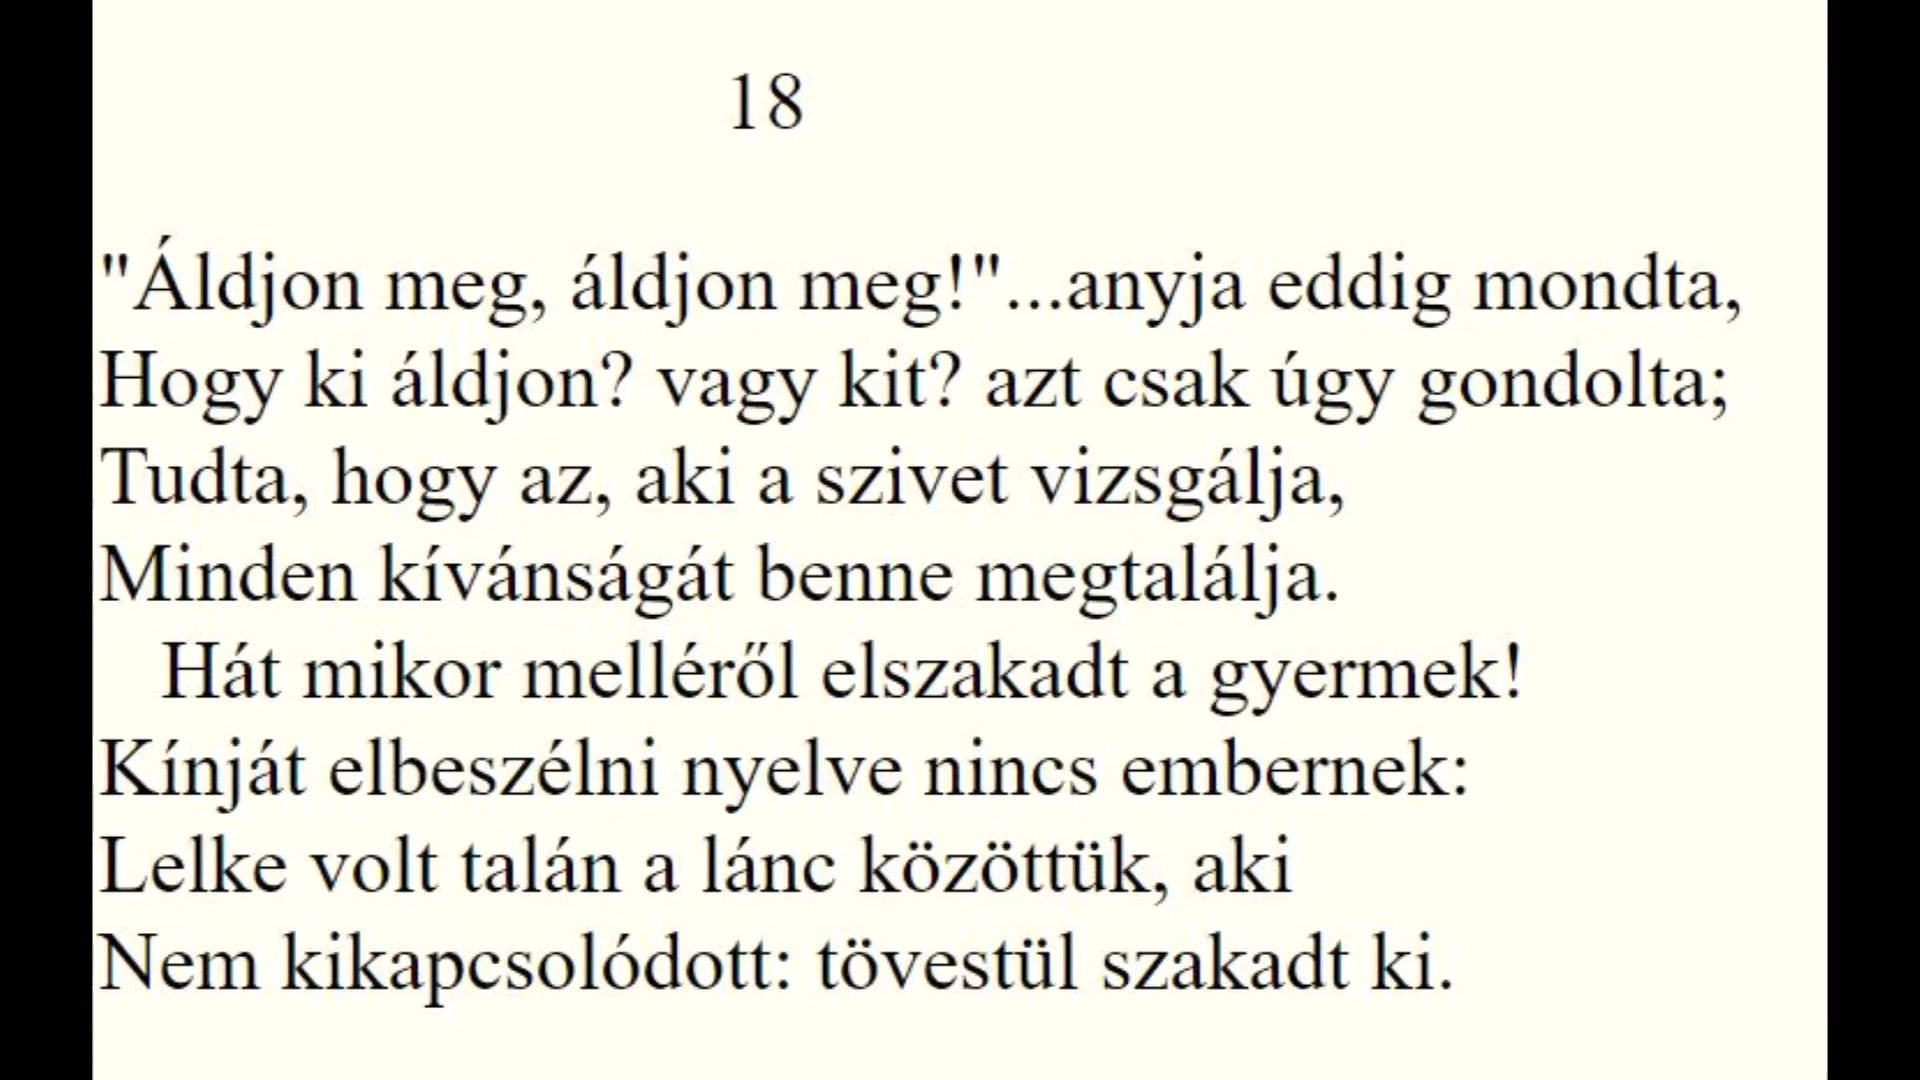 18
"Áldjon meg, áldjon meg!"...anyja eddig mondta,
Hogy ki áldjon? vagy kit? azt csak úgy gondolta;
Tudta, hogy az, aki a szivet vizsgálja,
Minden kívánságát benne megtalálja.
Hát mikor melléről elszakadt a gyermek!
Kínját elbeszélni nyelve nincs embernek:
Lelke volt talán a lánc közöttük, aki
Nem kikapcsolódott: tövestül szakadt ki.